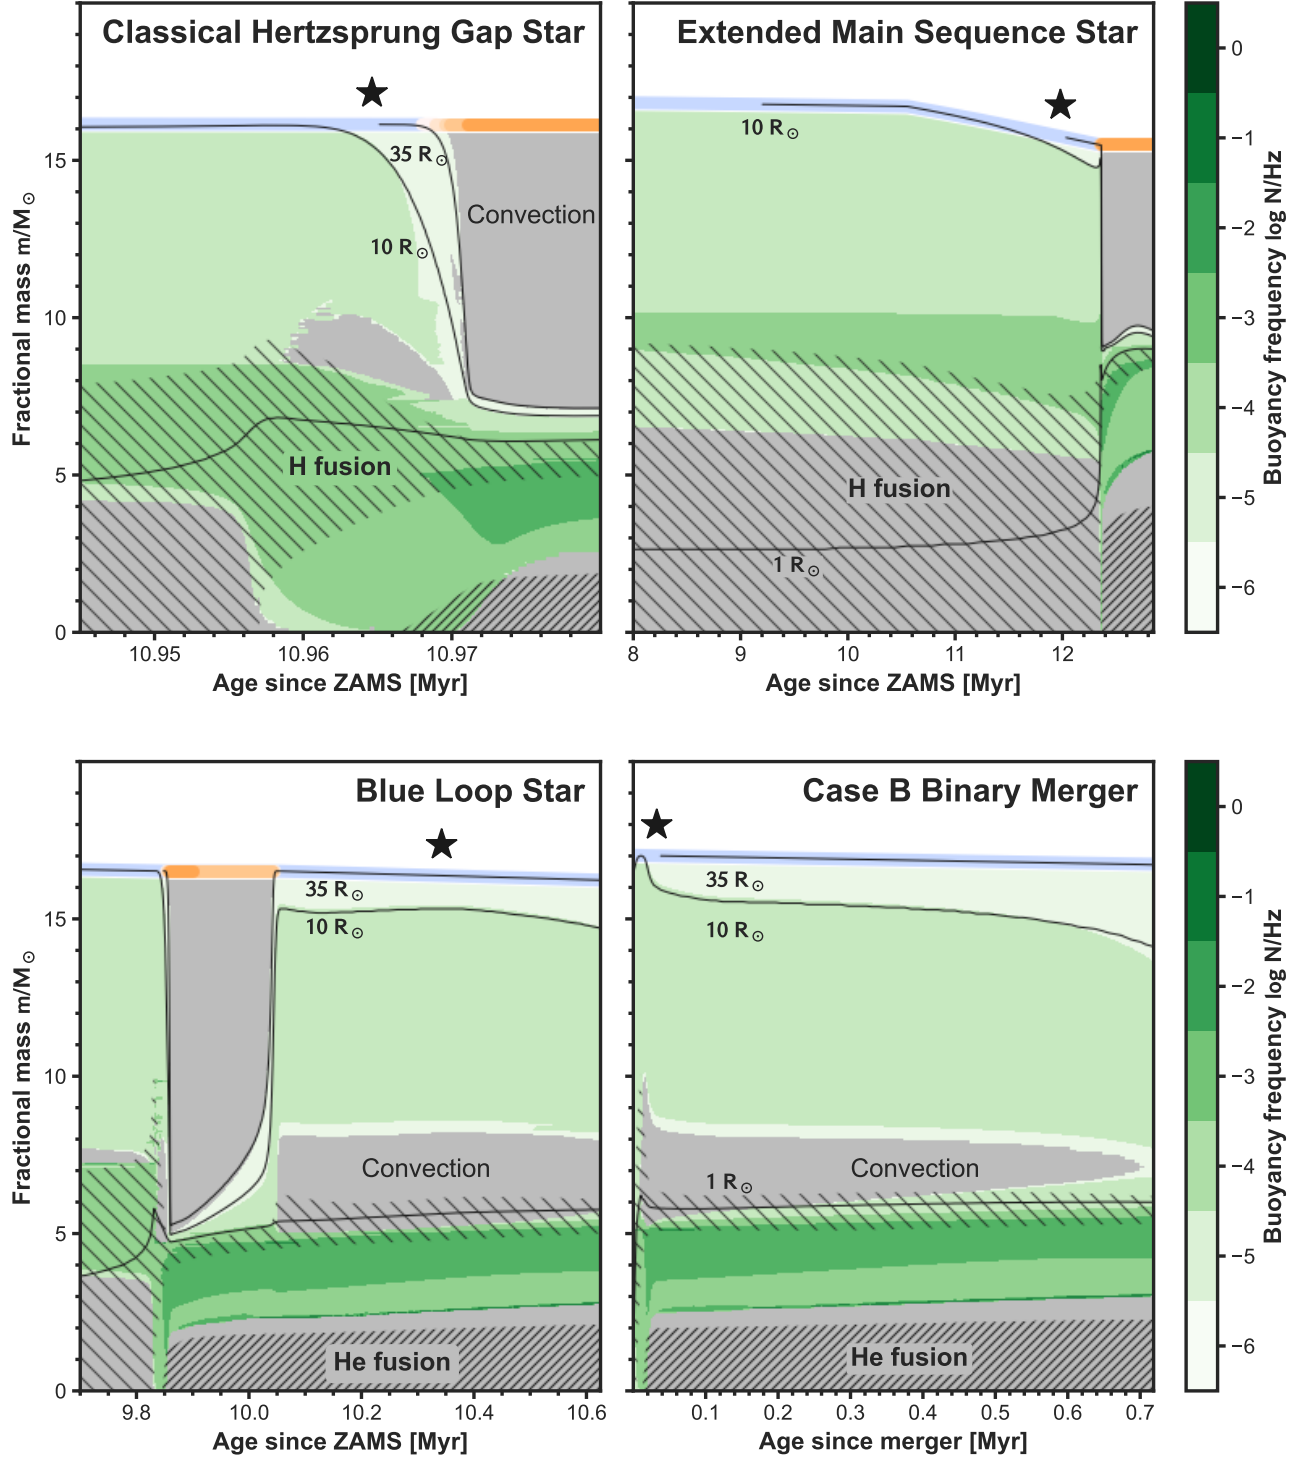 Classical Hertzsprung Gap Star
Extended Main Sequence Star
Fractional mass m/M⊙
15
10
5
0
35 R⊙
10 R⊙
Convection
H fusion
10.95
10.96
10.97
Age since ZAMS [Myr]
10 R⊙
H fusion
1 R⊙
8
9
10
11
12
Age since ZAMS [Myr]
0
−1
−2
−3
−4
−5
−6
Buoyancy frequency log N/Hz
Blue Loop Star
Case B Binary Merger
Fractional mass m/M⊙
15
10
5
0
35 R⊙
10 R⊙
Convection
He fusion
9.8
10.0
10.2
10.4
10.6
Age since ZAMS [Myr]
35 R⊙
10 R⊙
Convection
1 R⊙
He fusion
0.1
0.2
0.3
0.4
0.5
0.6
0.7
Age since merger [Myr]
0
−1
−2
−3
−4
−5
−6
Buoyancy frequency log N/Hz